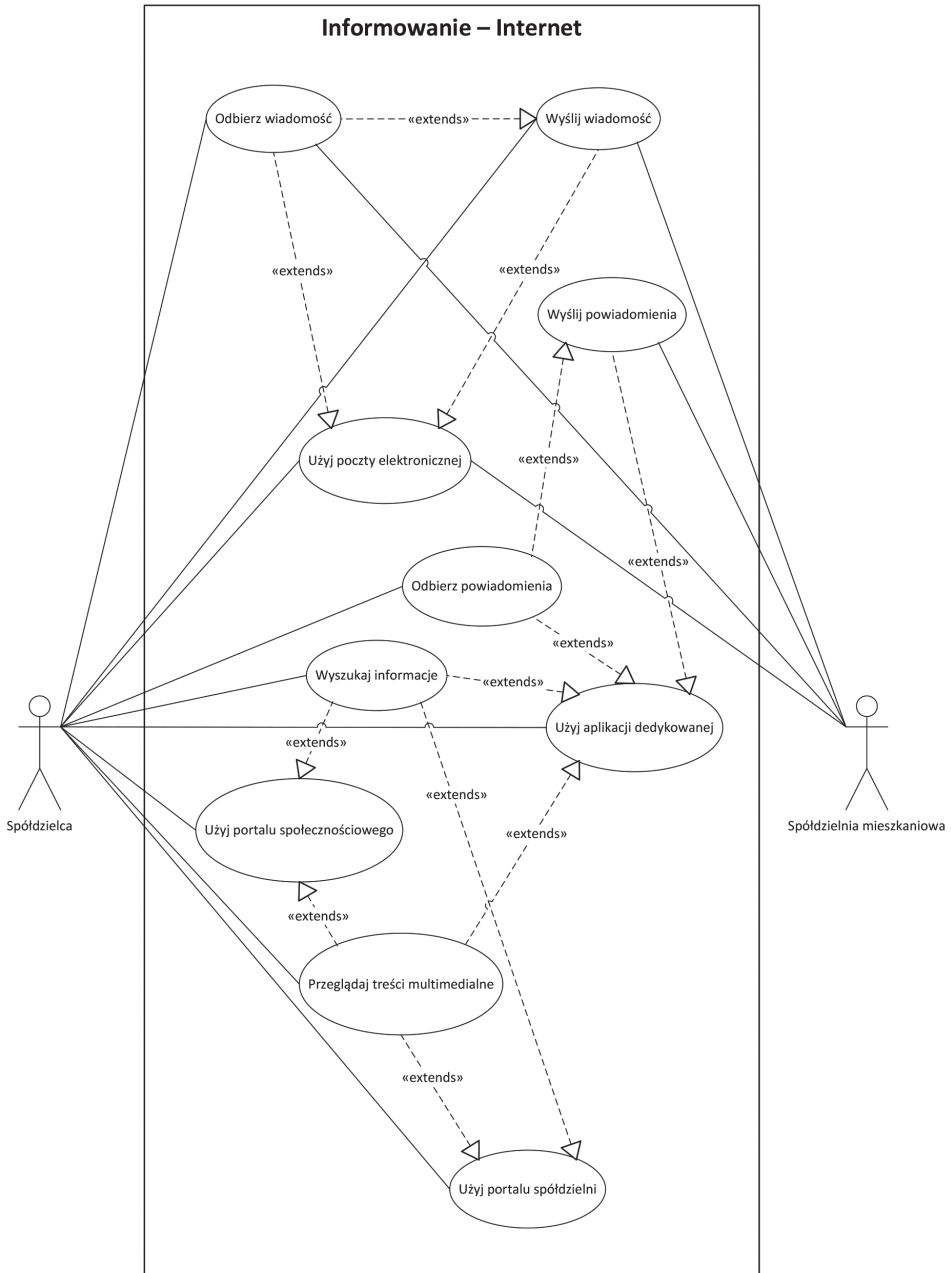 Informowanie – Internet
Odbierz wiadomość
«extends»
Wyślij wiadomość
«extends»
«extends»
Wyślij powiadomienia
Użyj poczty elektronicznej
«extends»
«extends»
Odbierz powiadomienia
«extends»
Wyszukaj informacje
«extends»
Użyj aplikacji dedykowanej
«extends»
«extends»
Spółdzielca
Użyj portalu społecznościowego
«extends»
Spółdzielnia mieszkaniowa
«extends»
Przeglądaj treści multimedialne
«extends»
Użyj portalu spółdzielni